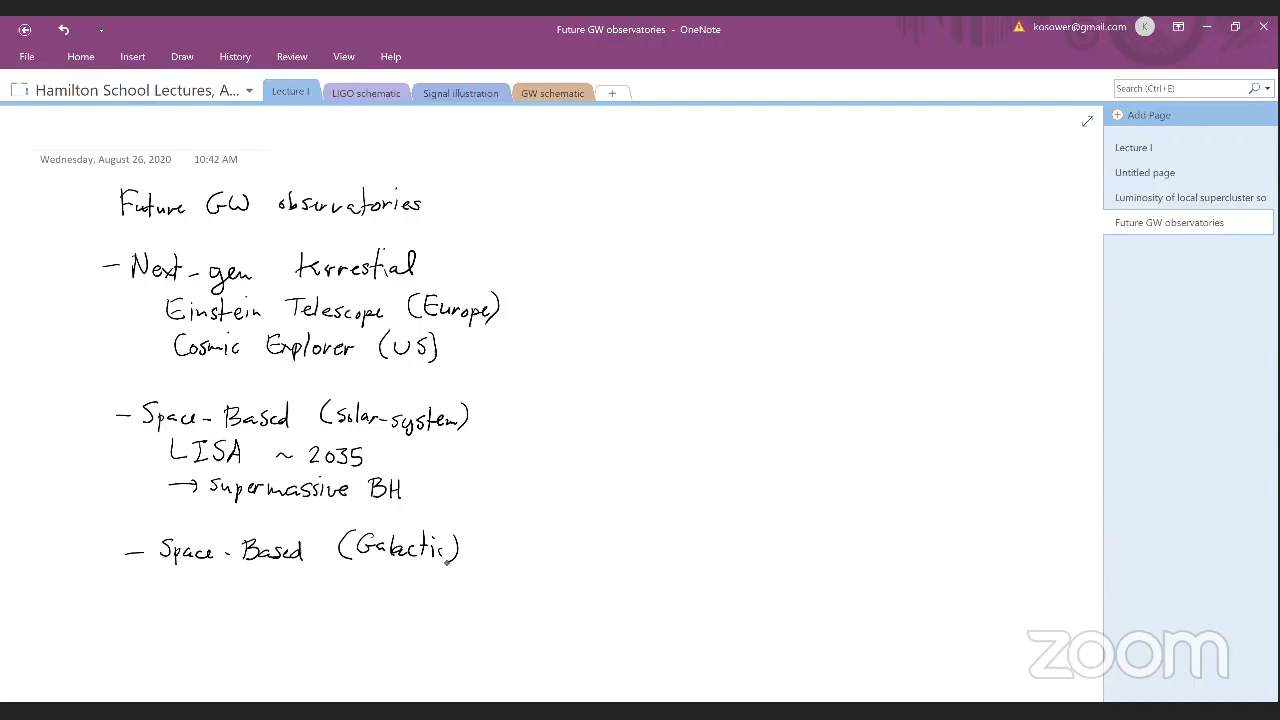 Future GW observatories - OneNote
kosower@gmail.com K
File Home Insert Draw History Review View Help
Hamilton School Lectures, A... Lecture I LIGO schematic Signal illustration GW schematic + Search (Ctrl+E)
Add Page
Wednesday, August 26, 2020 10:42 AM
Lecture I
Untitled page
Luminosity of local supercluster so
Future GW observatories
Future GW observatories
- Next-gen terrestial
Einstein Telescope (Europe)
Cosmic Explorer (US)
- Space-Based (solar-system)
LISA ~ 2035
→ supermassive BH
- Space-Based (Galactic)
zoom